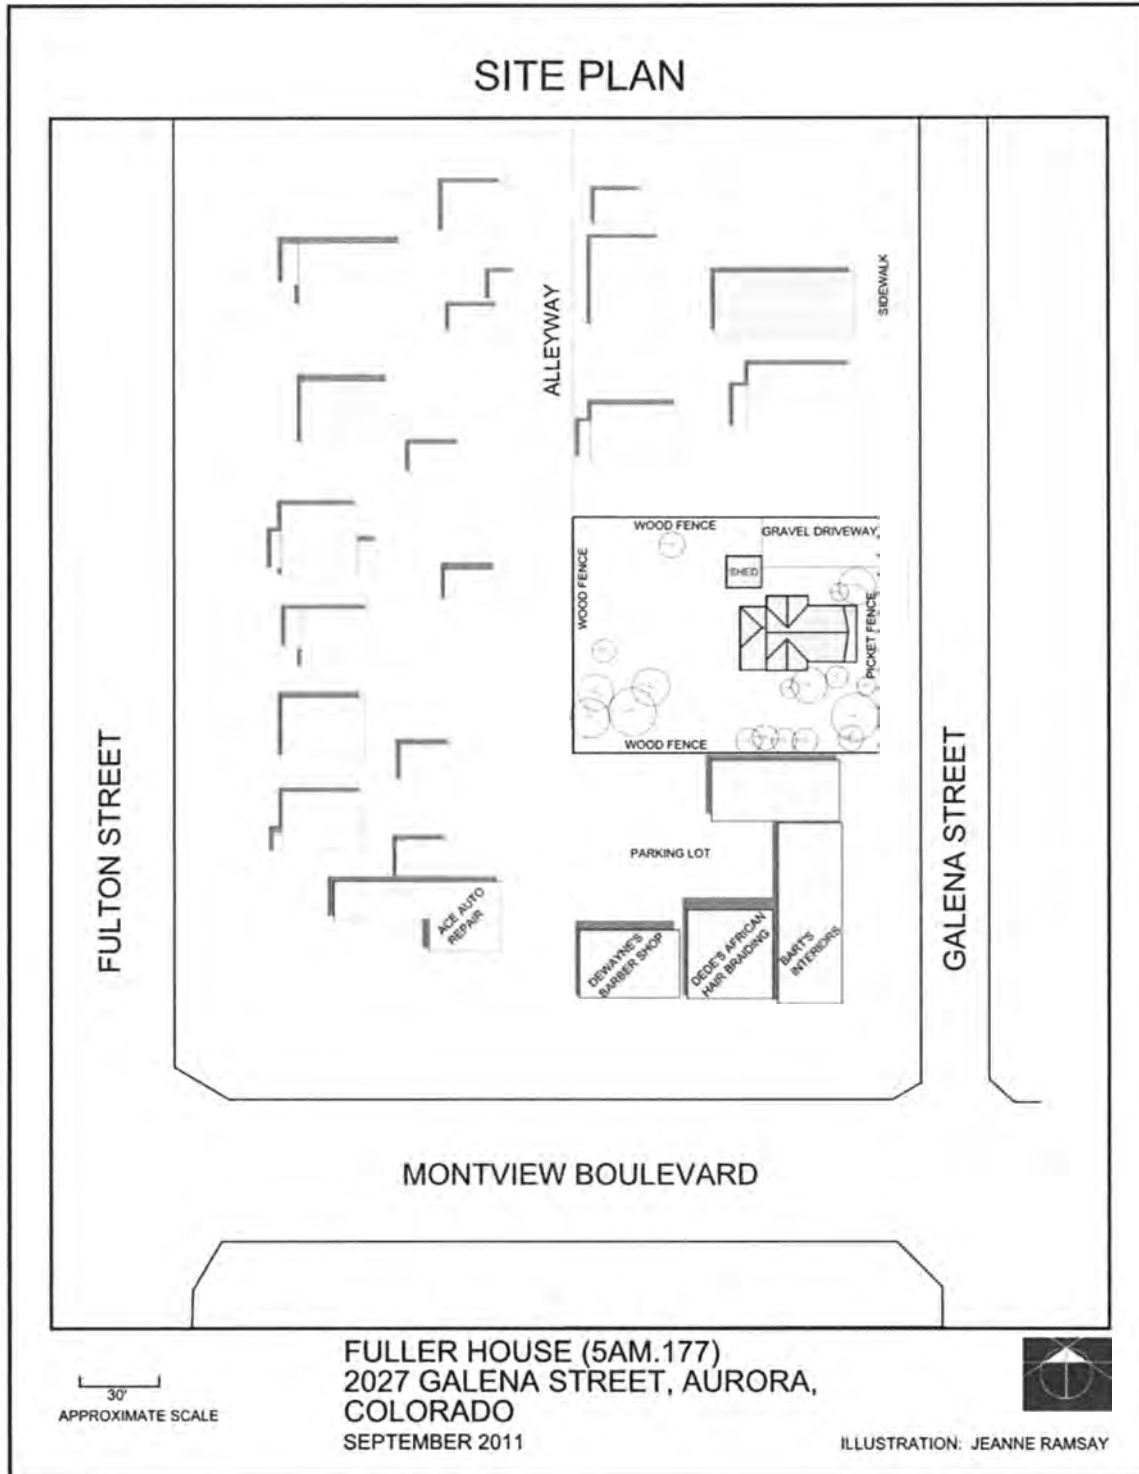 SITE PLAN
SIDEWALK
ALLEYWAY
WOOD FENCE
GRAVEL DRIVEWAY
SHED
WOOD FENCE
PICKET FENCE
WOOD FENCE
FULTON STREET
GALENA STREET
PARKING LOT
ACE AUTO
REPAIR
DEWAYNE'S
BARBER SHOP
DEDE'S AFRICAN
HAIR BRAIDING
BART'S
INTERIORS
MONTVIEW BOULEVARD
30'
APPROXIMATE SCALE
FULLER HOUSE (5AM.177)
2027 GALENA STREET, AURORA,
COLORADO
SEPTEMBER 2011
ILLUSTRATION: JEANNE RAMSAY